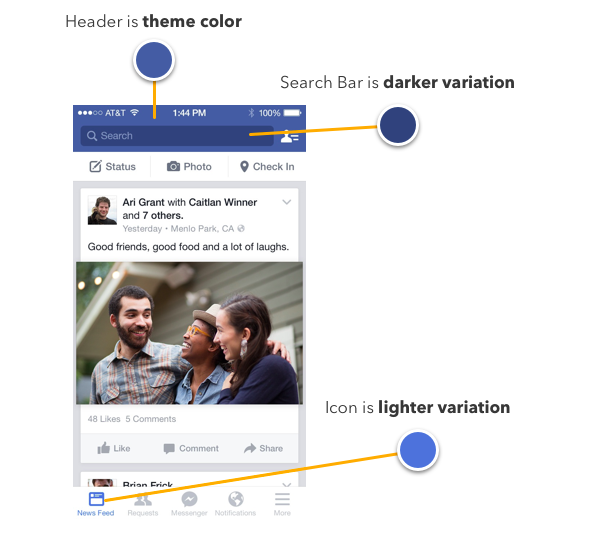 Header is theme color
Search Bar is darker variation
AT&T 1:44 PM 100%
Search
Status Photo Check In
Ari Grant with Caitlan Winner
and 7 others.
Yesterday • Menlo Park, CA
Good friends, good food and a lot of laughs.
Icon is lighter variation
48 Likes 5 Comments
Like Comment Share
Brian Frick
News Feed Requests Messenger Notifications More